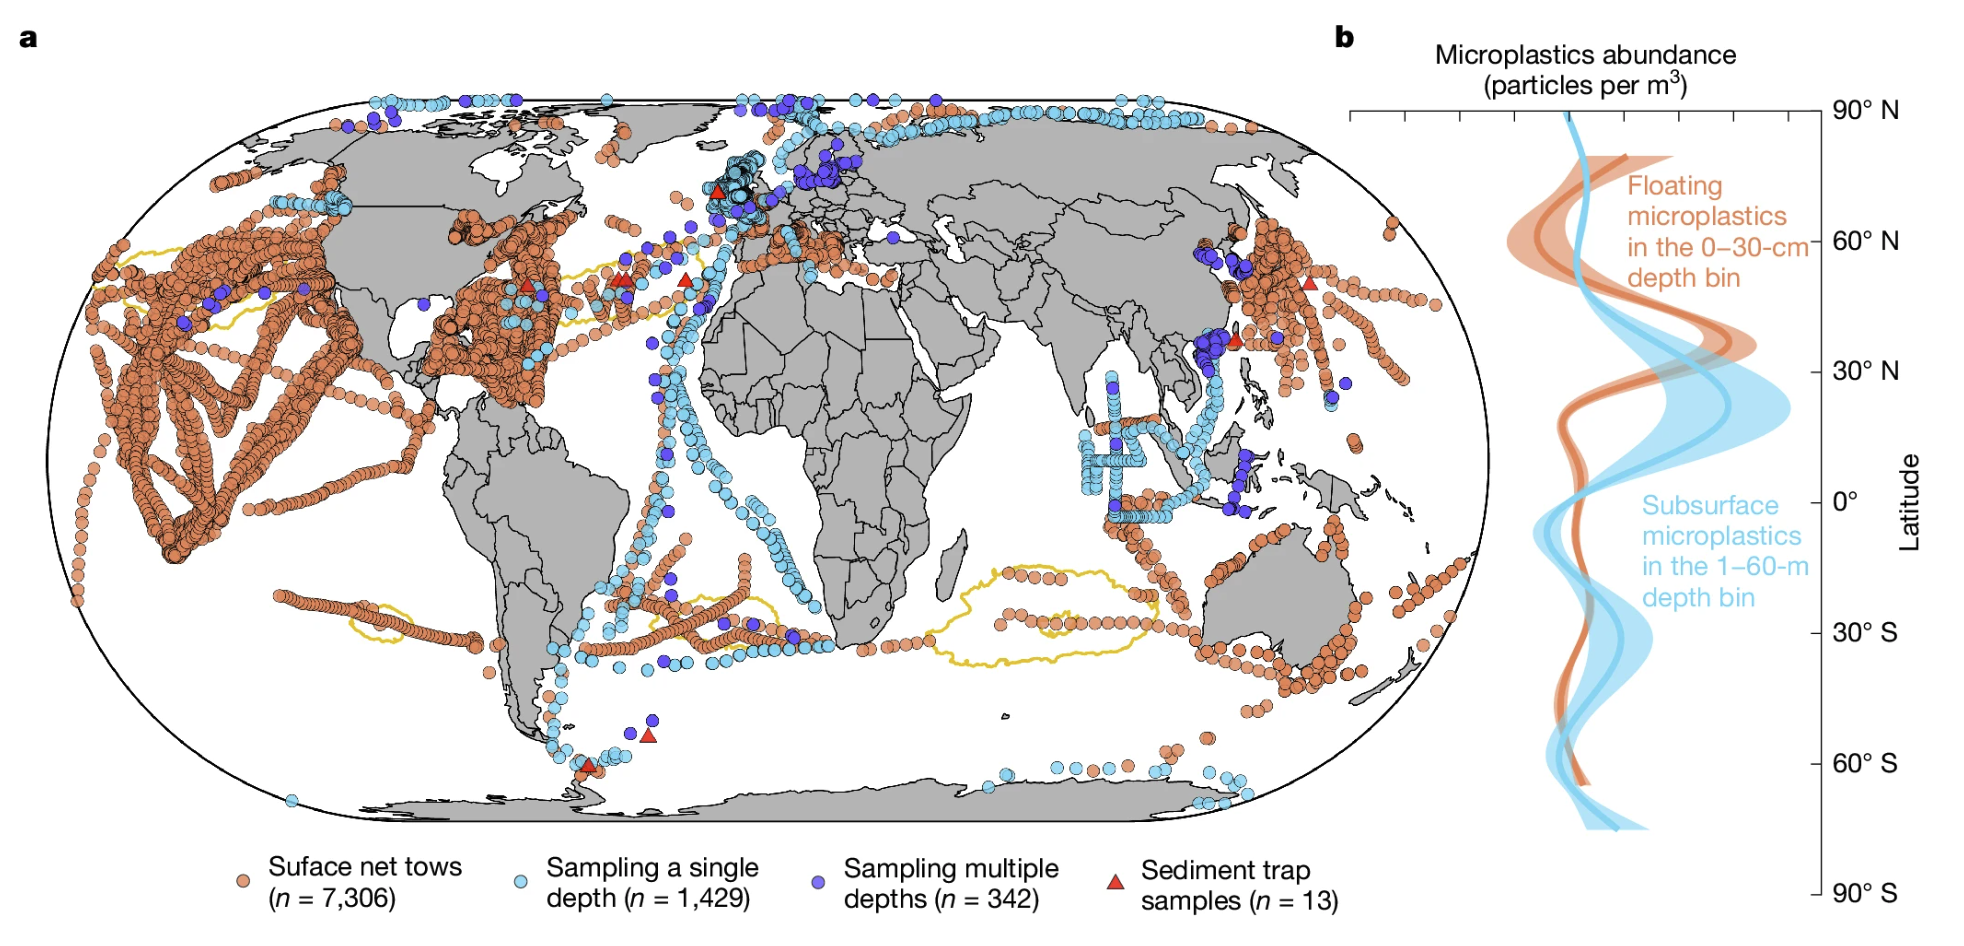 a
b
Microplastics abundance
(particles per m³)
90° N
Floating
microplastics
in the 0–30-cm
depth bin
60° N
30° N
0°
Subsurface
microplastics
in the 1–60-m
depth bin
Latitude
30° S
60° S
90° S
Suface net tows
(n = 7,306)
Sampling a single
depth (n = 1,429)
Sampling multiple
depths (n = 342)
Sediment trap
samples (n = 13)